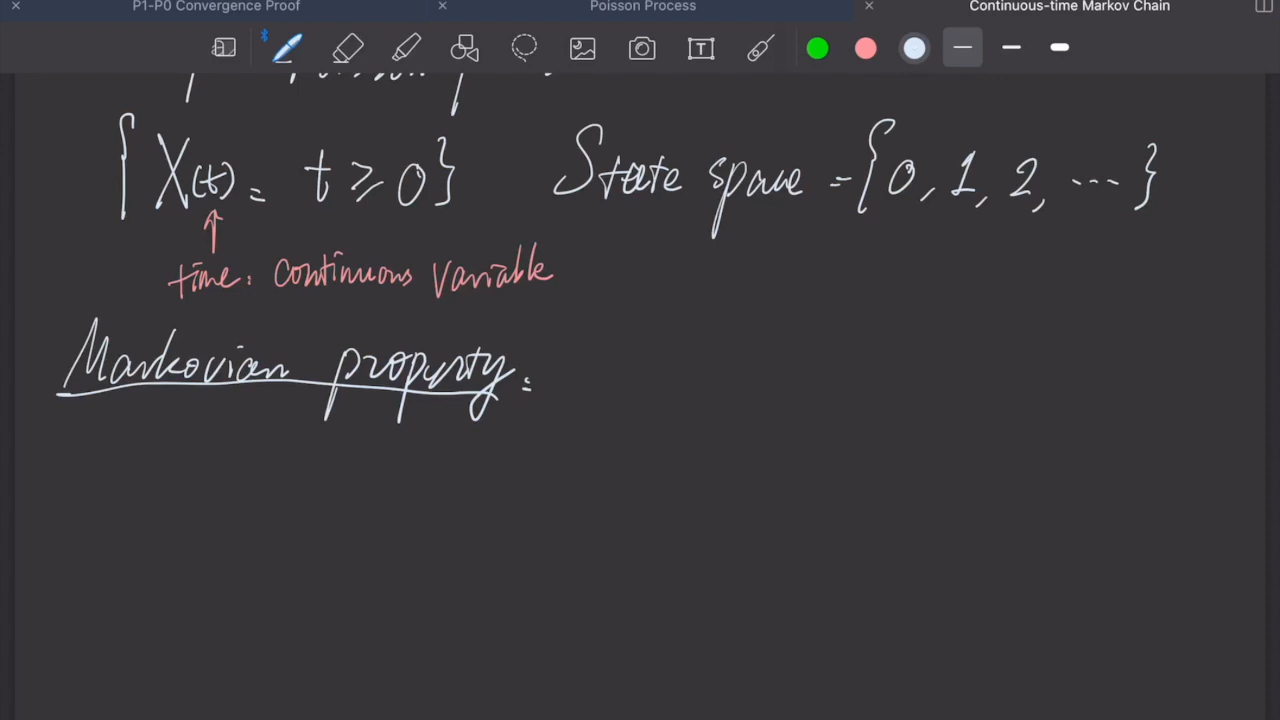 P1-P0 Convergence Proof Poisson Process Continuous-time Markov Chain
{ X(t): t ≥ 0} State space = {0, 1, 2, ... }
time: continuous variable
Markovian property: